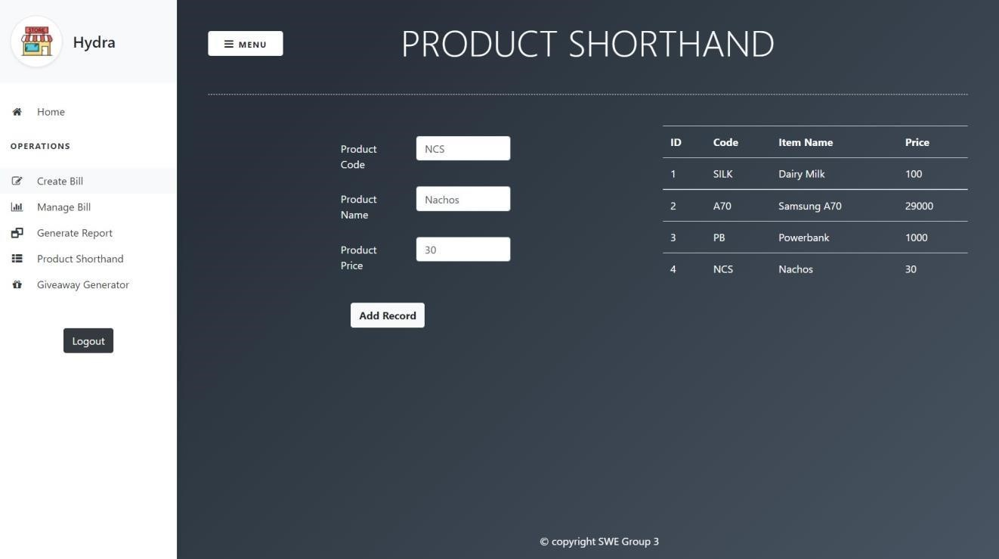 STORE
Hydra
Home
OPERATIONS
Create Bill
Manage Bill
Generate Report
Product Shorthand
Giveaway Generator
Logout
MENU
PRODUCT SHORTHAND
Product
Code
NCS
Product
Name
Nachos
Product
Price
30
Add Record
ID Code Item Name Price
1 SILK Dairy Milk 100
2 A70 Samsung A70 29000
3 PB Powerbank 1000
4 NCS Nachos 30
© copyright SWE Group 3